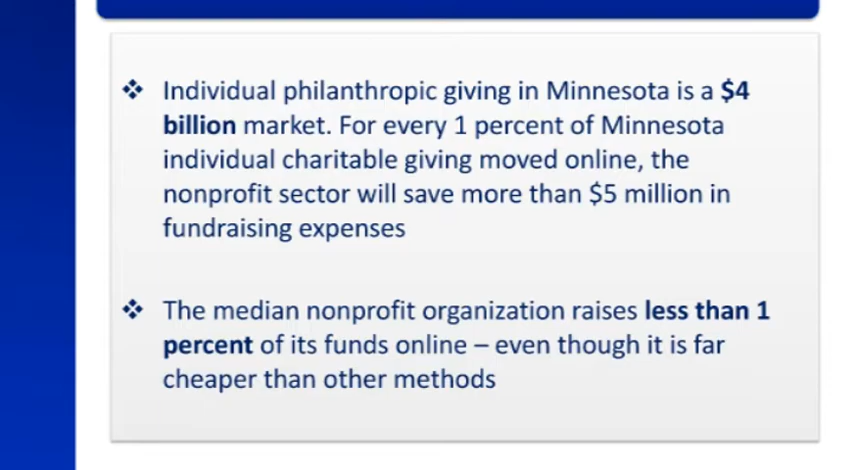 ❖ Individual philanthropic giving in Minnesota is a $4
billion market. For every 1 percent of Minnesota
individual charitable giving moved online, the
nonprofit sector will save more than $5 million in
fundraising expenses
❖ The median nonprofit organization raises less than 1
percent of its funds online – even though it is far
cheaper than other methods